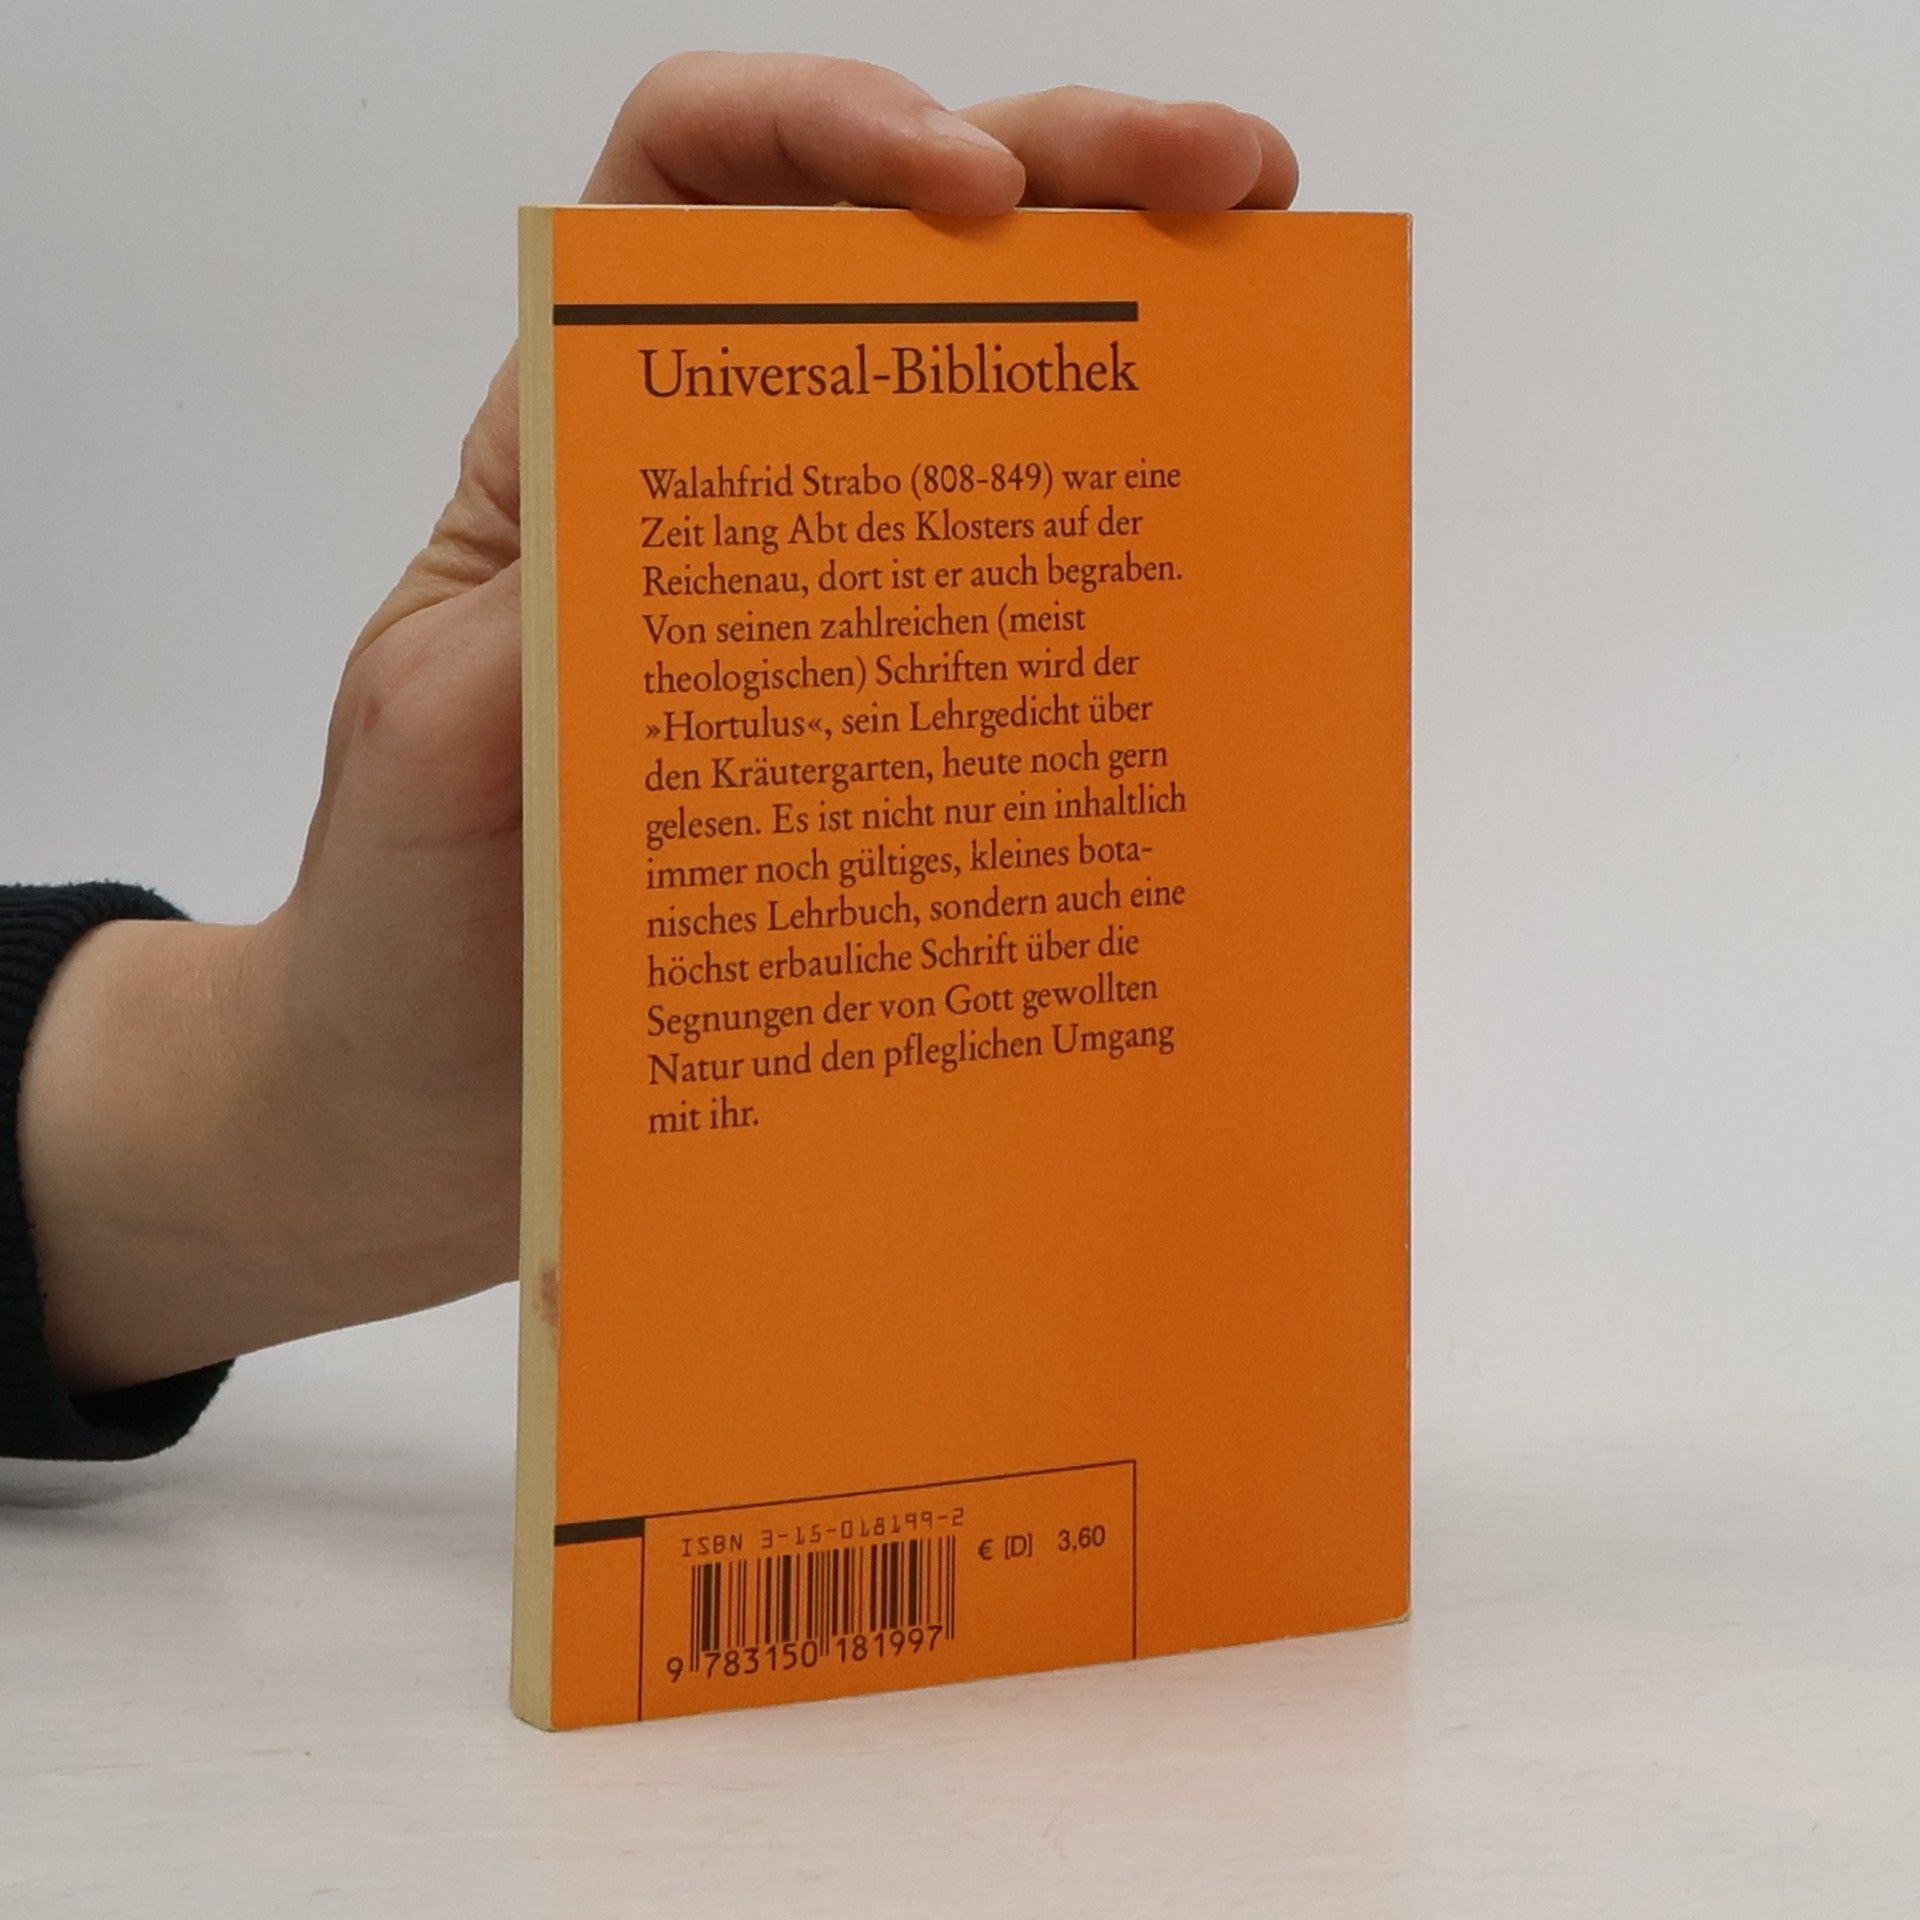 Universal-Bibliothek
Walahfrid Strabo (808-849) war eine
Zeit lang Abt des Klosters auf der
Reichenau, dort ist er auch begraben.
Von seinen zahlreichen (meist
theologischen) Schriften wird der
»Hortulus«, sein Lehrgedicht über
den Kräutergarten, heute noch gern
gelesen. Es ist nicht nur ein inhaltlich
immer noch gültiges, kleines bota-
nisches Lehrbuch, sondern auch eine
höchst erbauliche Schrift über die
Segnungen der von Gott gewollten
Natur und den pfleglichen Umgang
mit ihr.
ISBN 3-15-018199-2
€ [D] 3,60
9 783150 181997